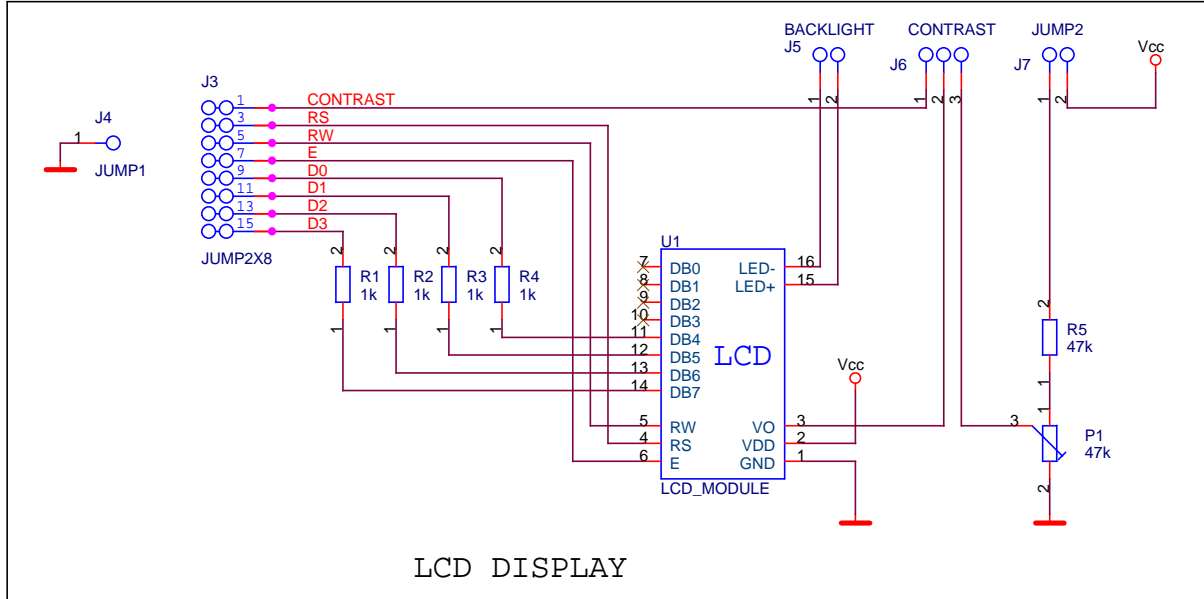 BACKLIGHT CONTRAST JUMP2
J5 J6 J7 Vcc
J3
1 2 1 2 3 1 2
1 CONTRAST
3 RS
J4
1
5 RW
7 E
JUMP1
9 D0
11 D1
13 D2
15 D3
JUMP2X8
2 2 2 2
R1 R2 R3 R4
1k 1k 1k 1k
1 1 1 1
U1
7 DB0 LED- 16
8 DB1 LED+ 15
9 DB2
10 DB3
11 DB4
12 DB5
13 DB6
14 DB7
LCD
5 RW VO 3
4 RS VDD 2
6 E GND 1
LCD_MODULE
Vcc
2
R5
47k
1
1
3
P1
47k
2
LCD DISPLAY